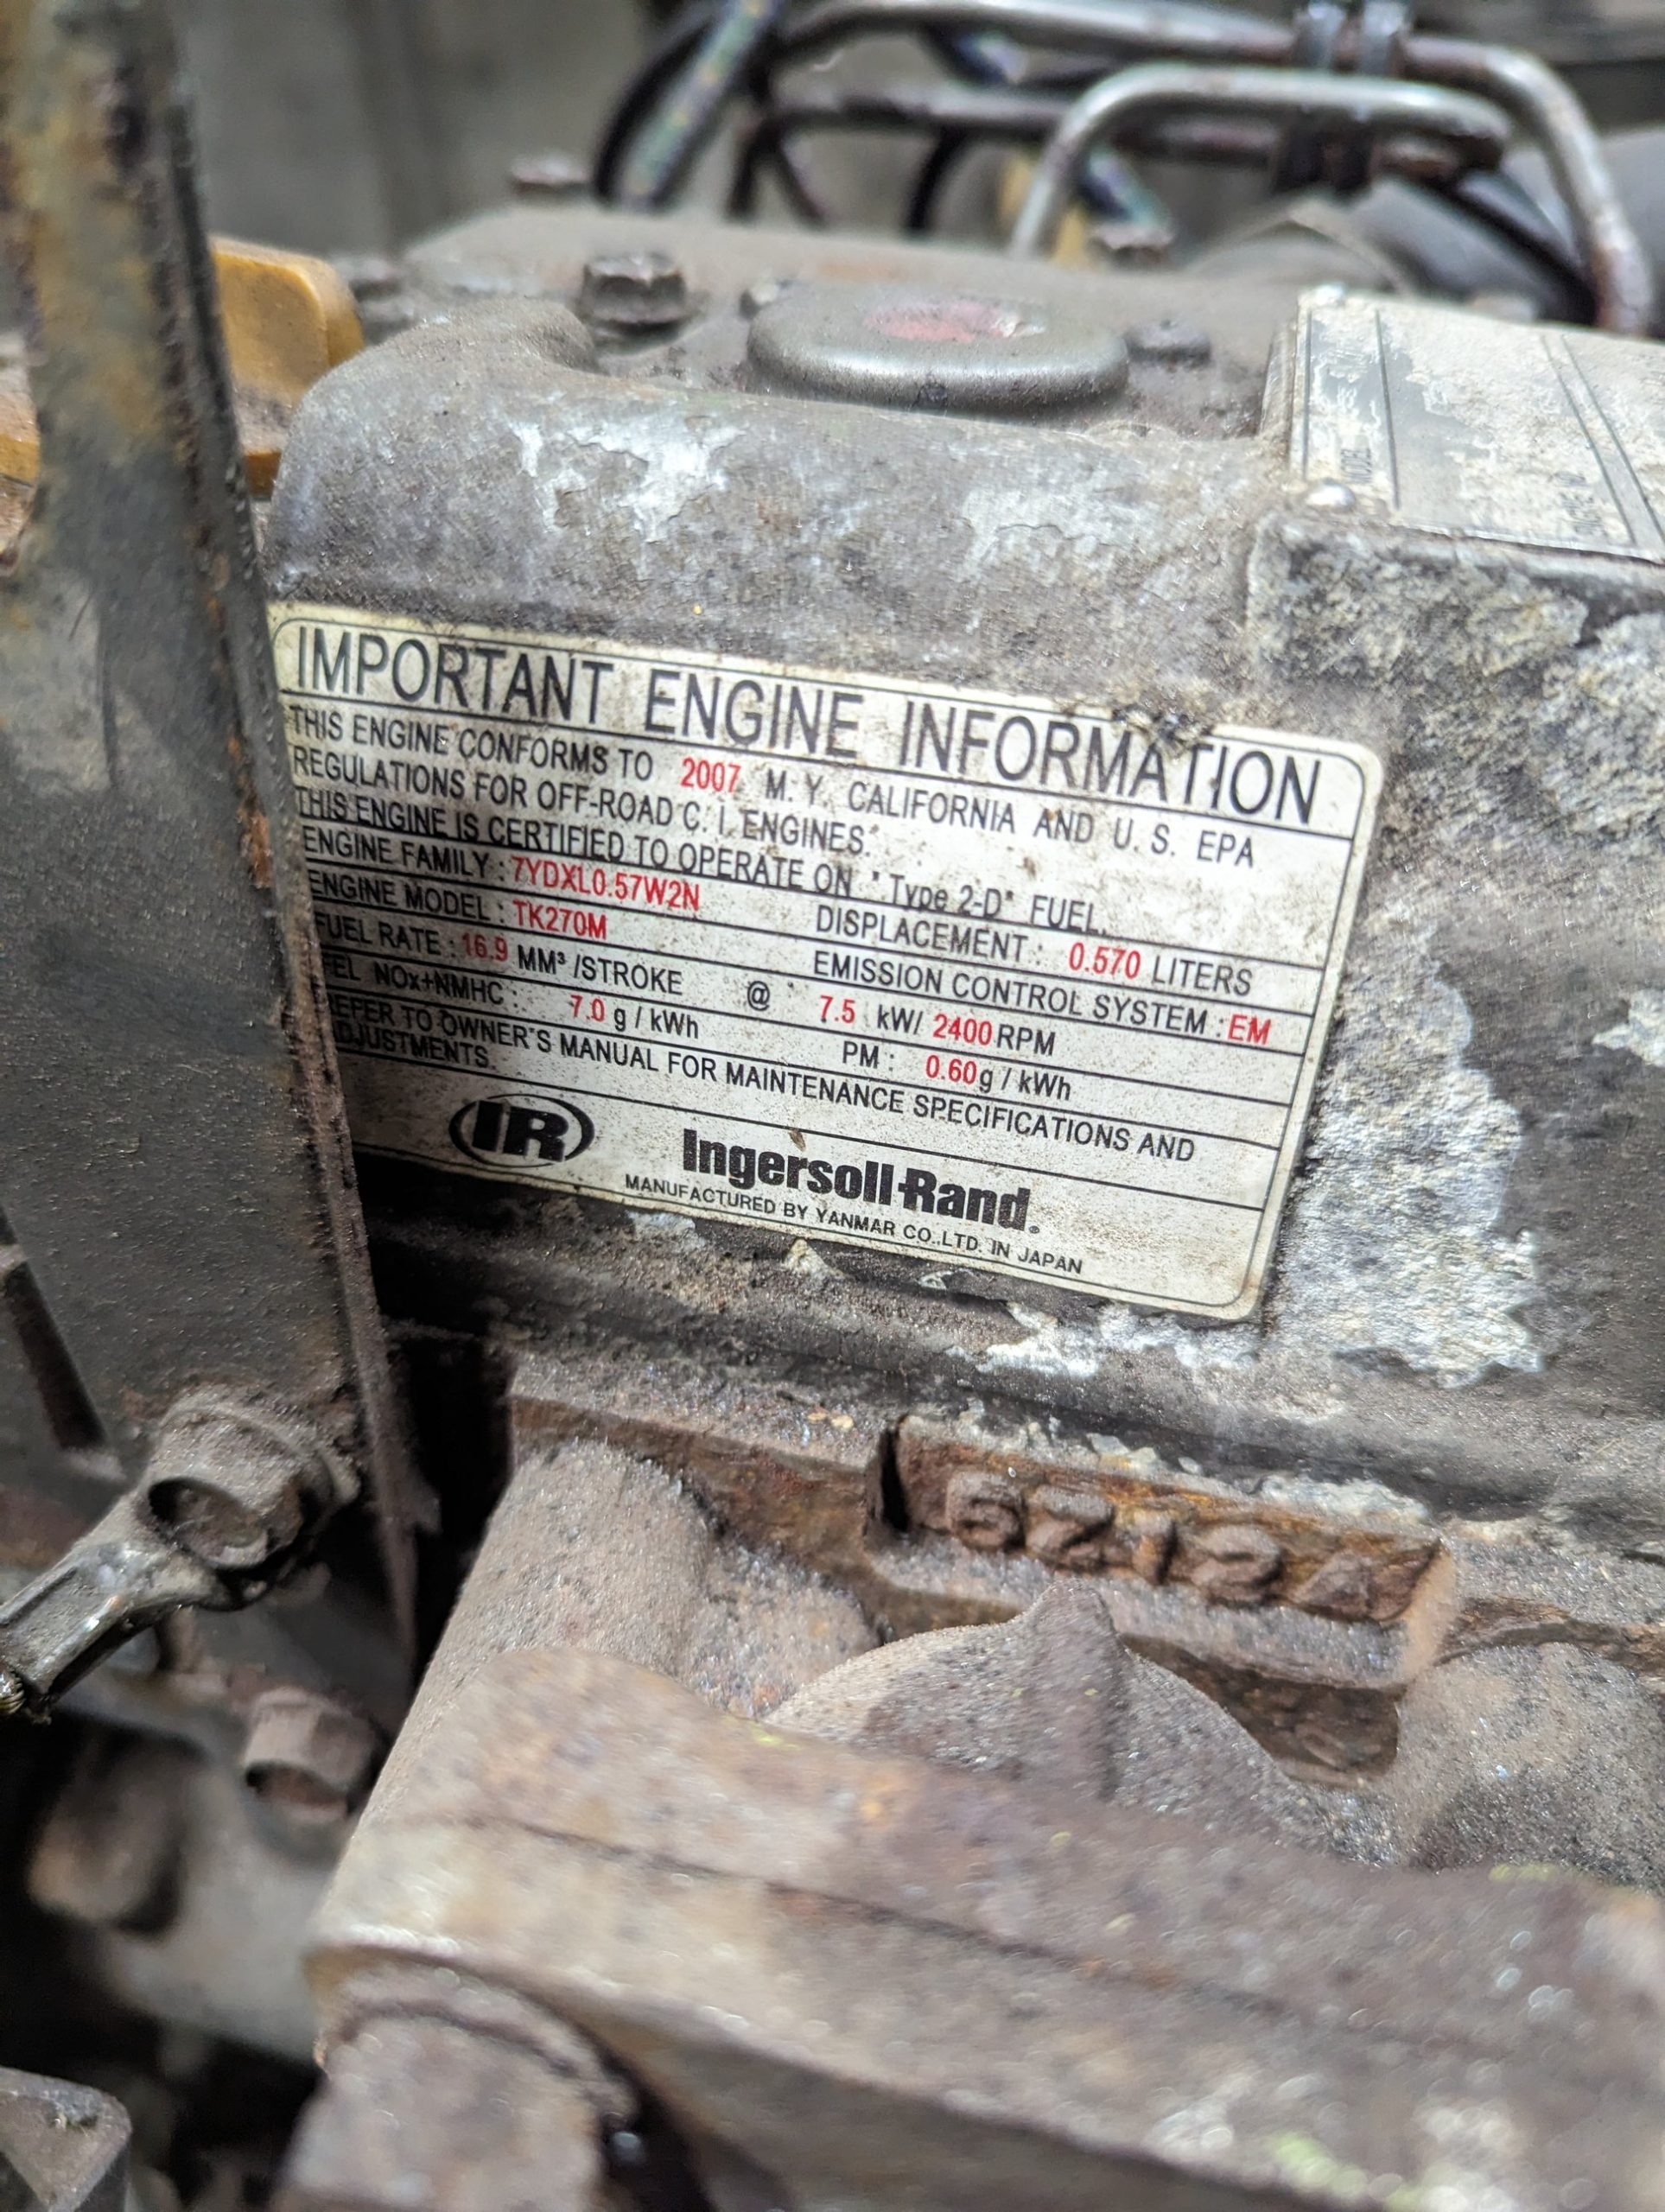 IMPORTANT ENGINE INFORMATION
THIS ENGINE CONFORMS TO 2007 M. Y. CALIFORNIA AND U. S. EPA
REGULATIONS FOR OFF-ROAD C. I. ENGINES.
THIS ENGINE IS CERTIFIED TO OPERATE ON "Type 2-D" FUEL.
ENGINE FAMILY : 7YDXL0.57W2N DISPLACEMENT : 0.570 LITERS
ENGINE MODEL : TK270M EMISSION CONTROL SYSTEM : EM
FUEL RATE : 16.9 MM³ /STROKE @ 7.5 kW/ 2400 RPM
FEL NOx+NMHC : 7.0 g / kWh PM : 0.60 g / kWh
EFER TO OWNER'S MANUAL FOR MAINTENANCE SPECIFICATIONS AND
DJUSTMENTS.
IR Ingersoll-Rand®
MANUFACTURED BY YANMAR CO.,LTD. IN JAPAN
MODEL